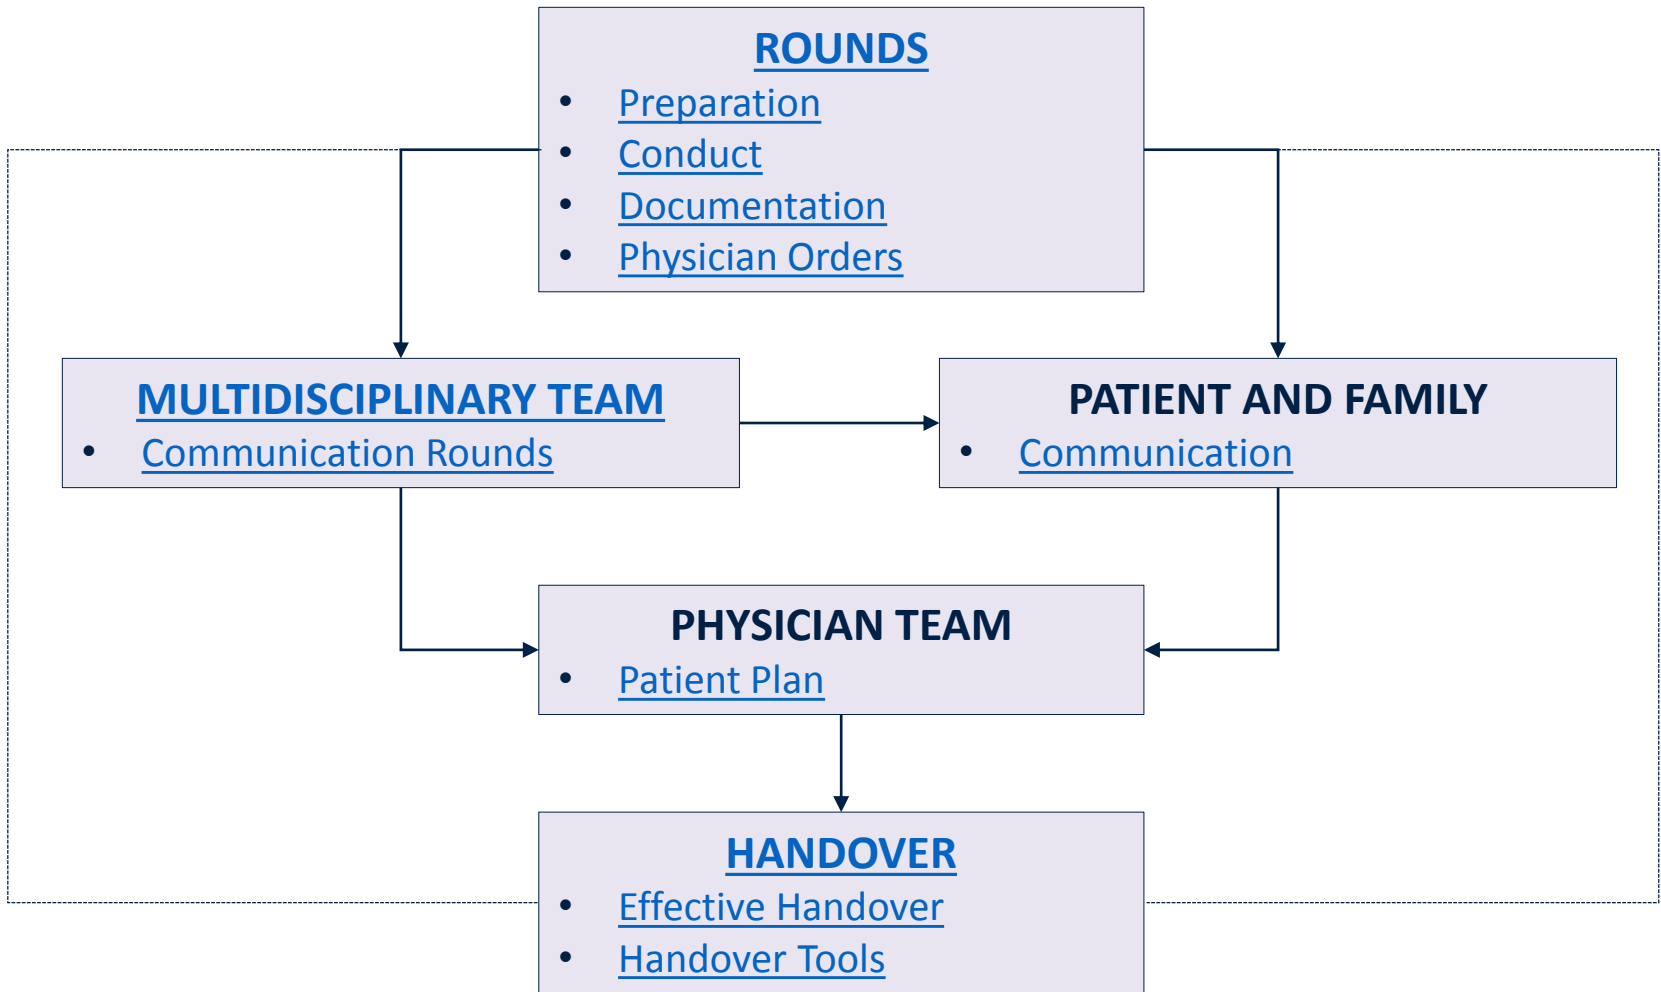 ROUNDS
• Preparation
• Conduct
• Documentation
• Physician Orders
MULTIDISCIPLINARY TEAM
• Communication Rounds
PATIENT AND FAMILY
• Communication
PHYSICIAN TEAM
• Patient Plan
HANDOVER
• Effective Handover
• Handover Tools